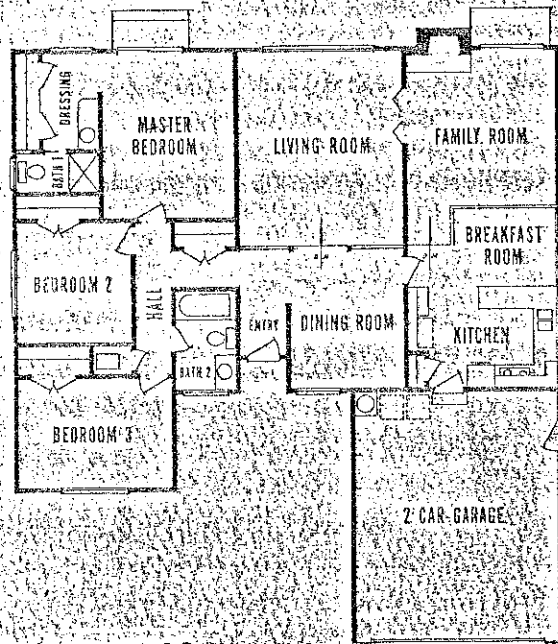 DRESSING
MASTER
BEDROOM
LIVING ROOM
FAMILY ROOM
BATH 1
BREAKFAST
ROOM
BEDROOM 2
HALL
ENTRY
DINING ROOM
KITCHEN
BATH 2
BEDROOM 3
2 CAR GARAGE